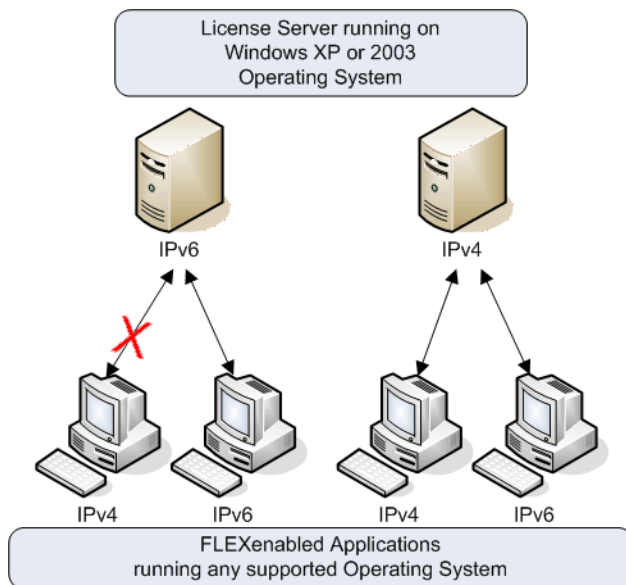 License Server running on
Windows XP or 2003
Operating System
IPv6
IPv4
IPv4
IPv6
IPv4
IPv6
FLEXenabled Applications
running any supported Operating System